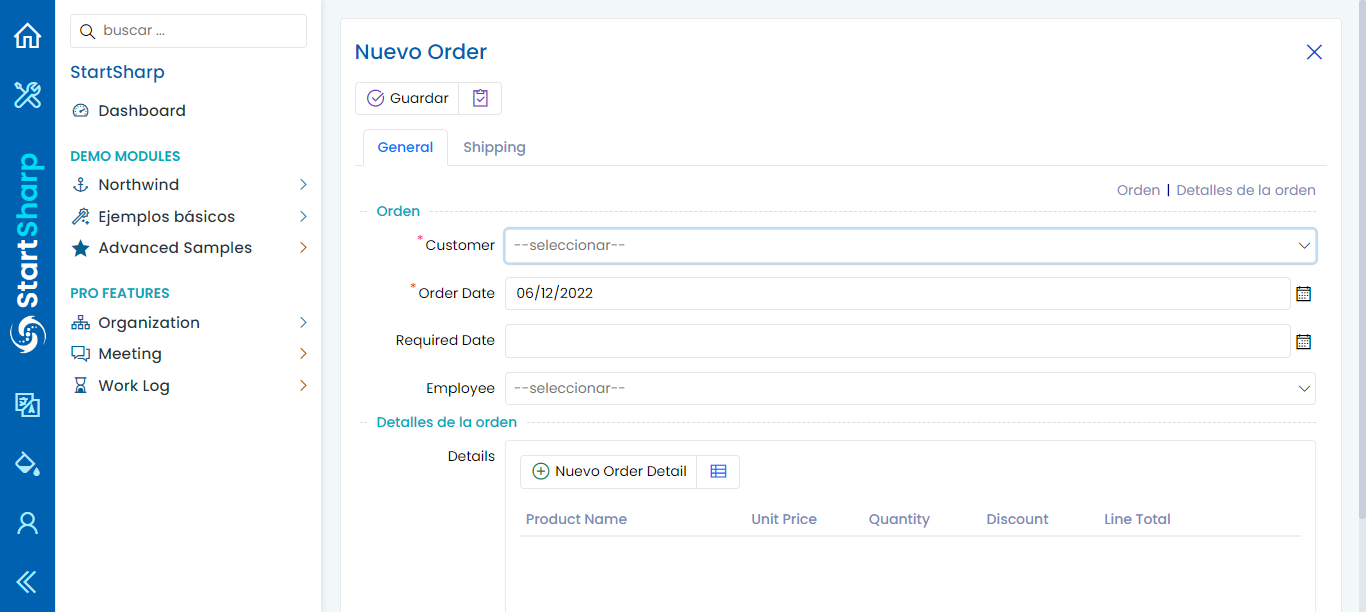 StartSharp
buscar ...
StartSharp
Dashboard
DEMO MODULES
Northwind
Ejemplos básicos
Advanced Samples
PRO FEATURES
Organization
Meeting
Work Log
Nuevo Order
Guardar
General Shipping
Orden | Detalles de la orden
Orden
* Customer --seleccionar--
* Order Date 06/12/2022
Required Date
Employee --seleccionar--
Detalles de la orden
Details
Nuevo Order Detail
Product Name Unit Price Quantity Discount Line Total